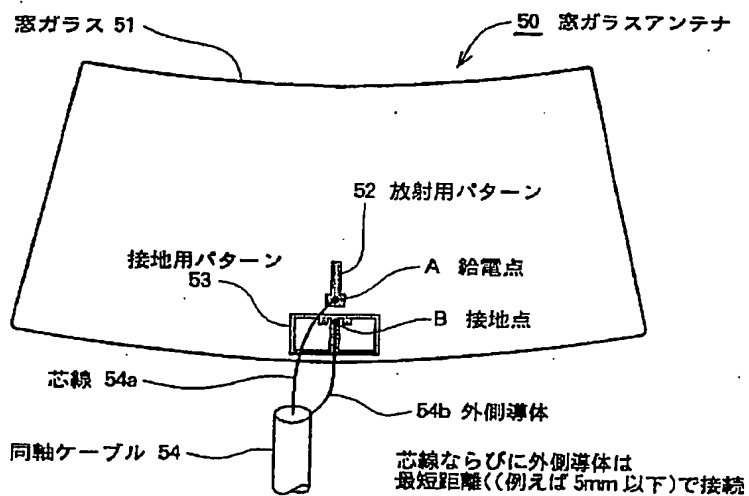 窓ガラス 51
50 窓ガラスアンテナ
52 放射用パターン
接地用パターン
53
A 給電点
B 接地点
芯線 54a
54b 外側導体
同軸ケーブル 54
芯線ならびに外側導体は
最短距離((例えば 5mm 以下)で接続